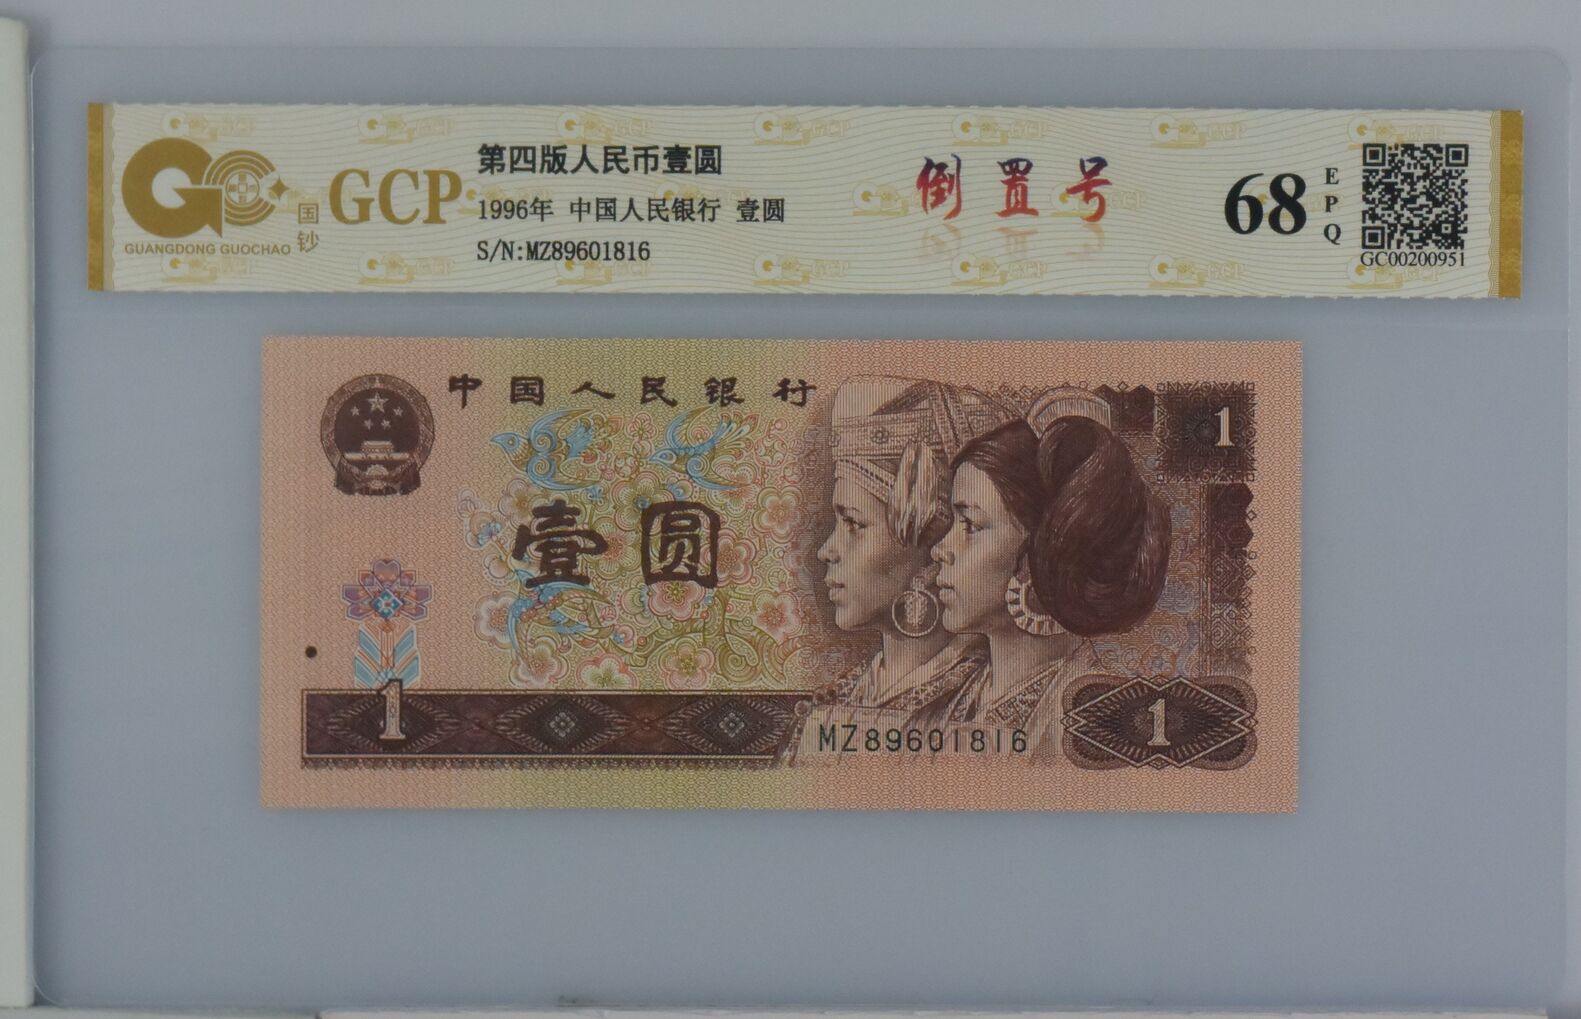 GCP
国钞
GUANGDONG GUOCHAO
第四版人民币壹圆
1996年 中国人民银行 壹圆
S/N:MZ89601816
倒置号
68
EPQ
GC00200951
中国人民银行
1
壹圆
1
MZ89601816
1